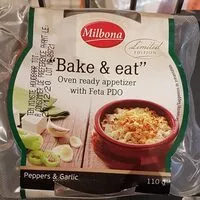 Milbona
Limited
EDITION
"Bake & eat"
Oven ready appetizer
with Feta PDO
Peppers & Garlic
110 g